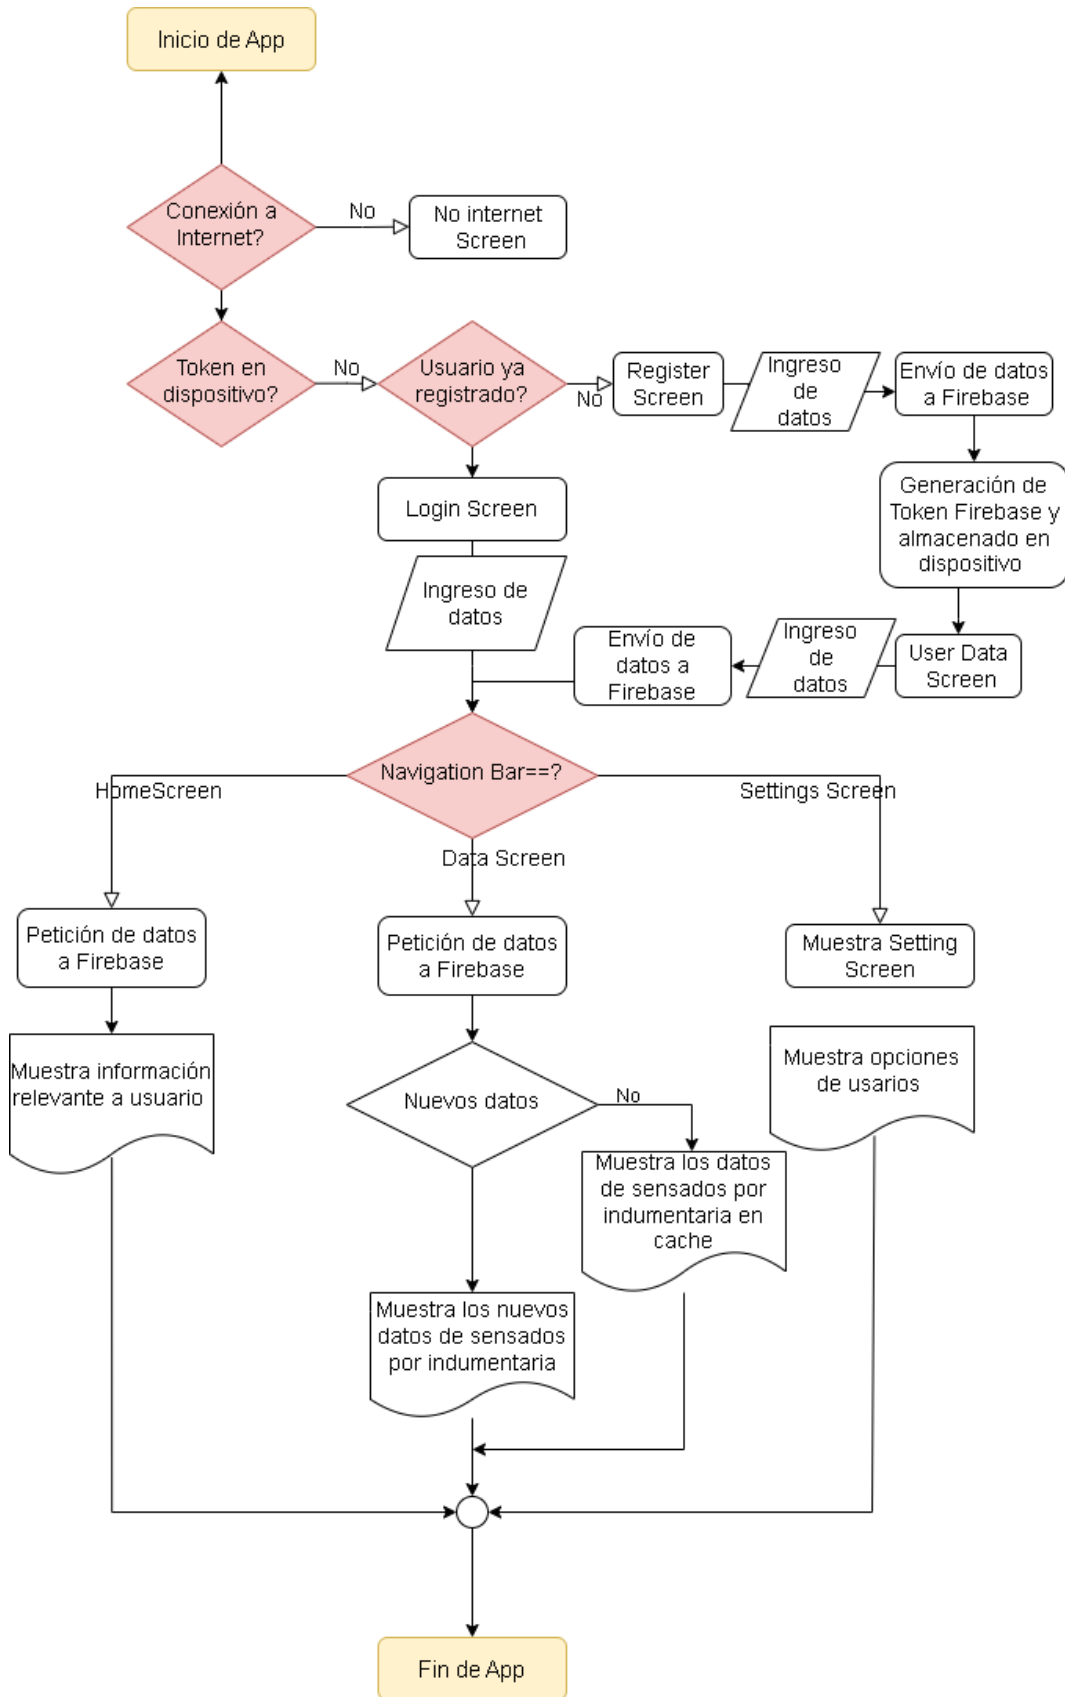 Inicio de App
Conexión a
Internet?
No
No internet
Screen
Token en
dispositivo?
No
Usuario ya
registrado?
No
Register
Screen
Ingreso
de
datos
Envío de datos
a Firebase
Generación de
Token Firebase y
almacenado en
dispositivo
Login Screen
Ingreso de
datos
Envío de
datos a
Firebase
Ingreso
de
datos
User Data
Screen
Navigation Bar==?
HomeScreen
Data Screen
Settings Screen
Petición de datos
a Firebase
Petición de datos
a Firebase
Muestra Setting
Screen
Muestra información
relevante a usuario
Nuevos datos
No
Muestra opciones
de usarios
Muestra los datos
de sensados por
indumentaria en
cache
Muestra los nuevos
datos de sensados
por indumentaria
Fin de App